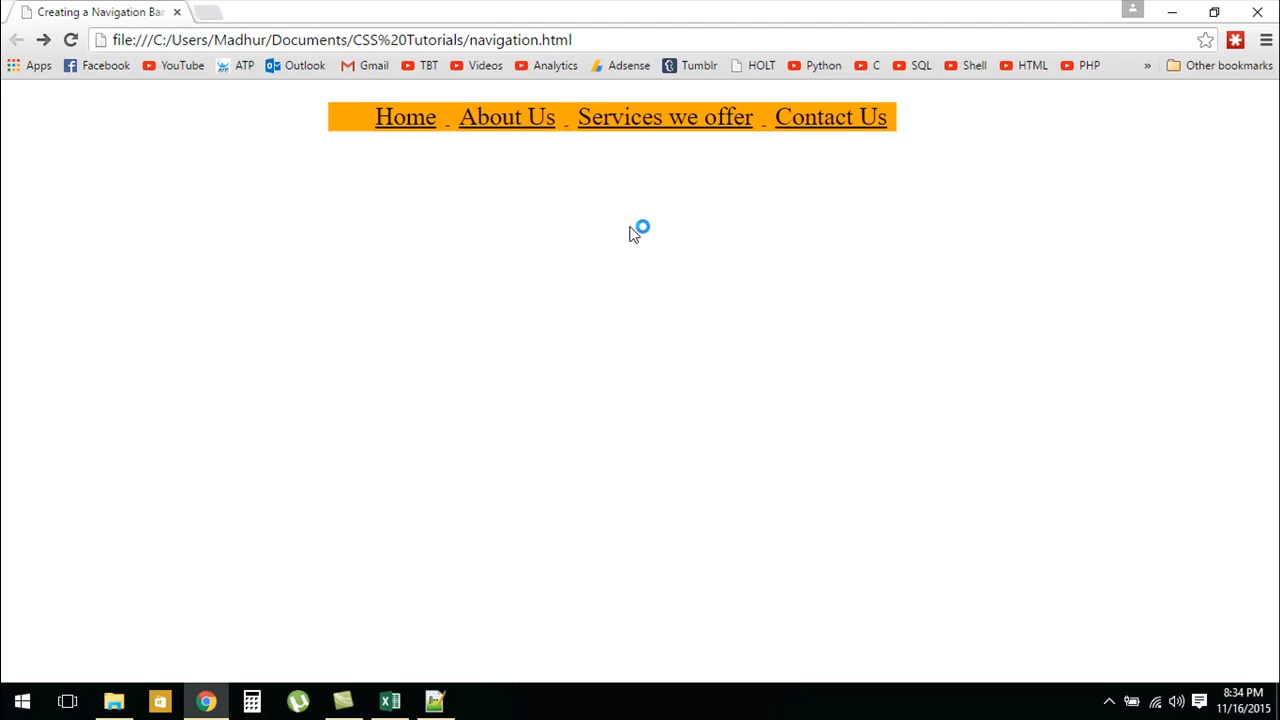 Creating a Navigation Bar
file:///C:/Users/Madhur/Documents/CSS%20Tutorials/navigation.html
Apps Facebook YouTube ATP Outlook Gmail TBT Videos Analytics Adsense Tumblr HOLT Python C SQL Shell HTML PHP » Other bookmarks
Home About Us Services we offer Contact Us
8:34 PM
11/16/2015